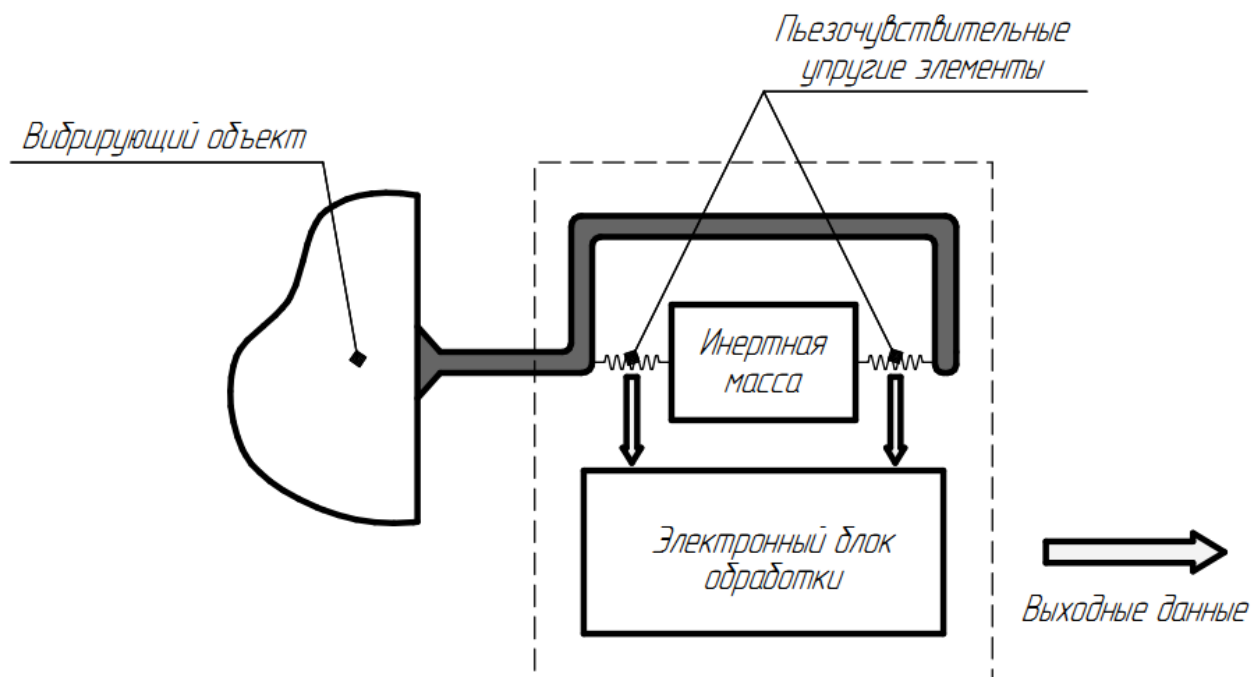 Пьезочувствительные
упругие элементы
Вибрирующий объект
Инертная
масса
Электронный блок
обработки
Выходные данные